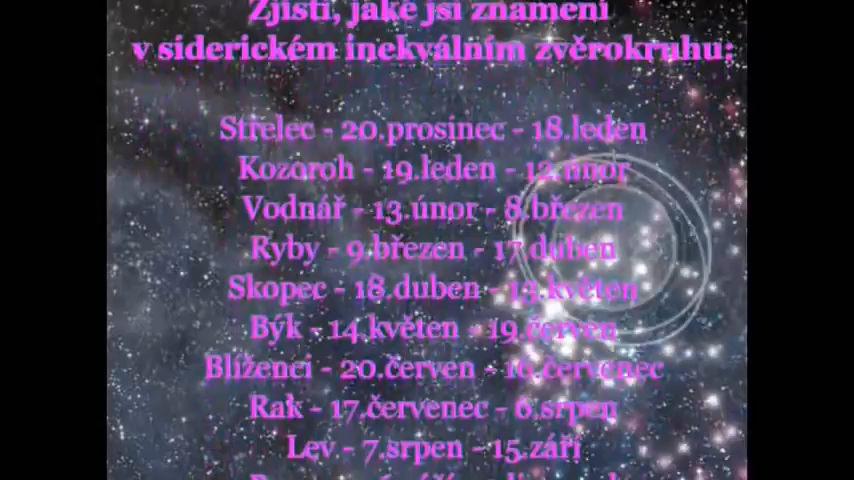 Zjisti, jaké jsi znamení
v siderickém inekválním zvěrokruhu:
Střelec - 20.prosinec - 18.leden
Kozoroh - 19.leden - 12.únor
Vodnář - 13.únor - 8.březen
Ryby - 9.březen - 17.duben
Skopec - 18.duben - 13.květen
Býk - 14.květen - 19.červen
Blíženci - 20.červen - 16.červenec
Rak - 17.červenec - 6.srpen
Lev - 7.srpen - 15.září